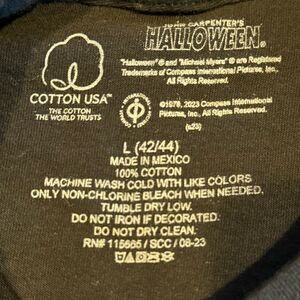 JOHN CARPENTER'S
HALLOWEEN®
"Halloween"® and "Michael Myers" ® are Registered
Trademarks of Compass International Pictures, Inc.,
All Rights Reserved.
COTTON USA™
THE COTTON
THE WORLD TRUSTS
©1978, 2023 Compass International
Pictures, Inc., All Rights Reserved.
(s23)
L (42/44)
MADE IN MEXICO
100% COTTON
MACHINE WASH COLD WITH LIKE COLORS
ONLY NON-CHLORINE BLEACH WHEN NEEDED.
TUMBLE DRY LOW.
DO NOT IRON IF DECORATED.
DO NOT DRY CLEAN.
RN# 115665 / SCC / 08-23